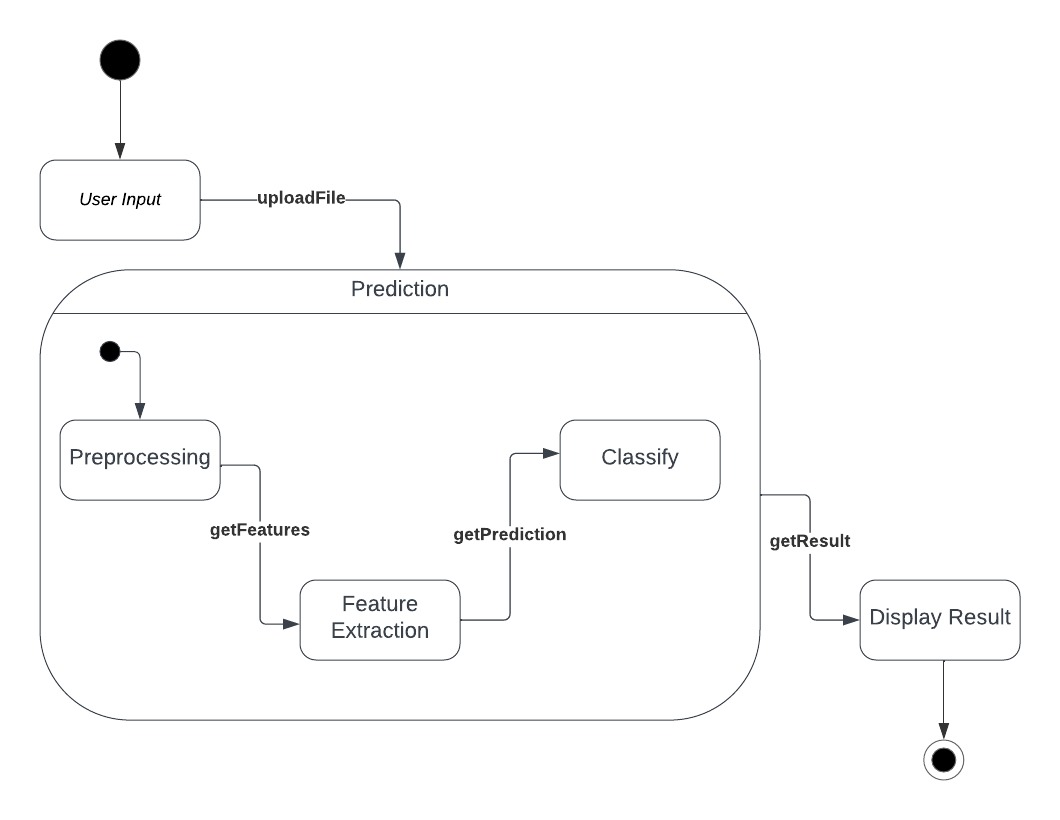 User Input
uploadFile
Prediction
Preprocessing
Classify
getFeatures
getPrediction
getResult
Feature
Extraction
Display Result